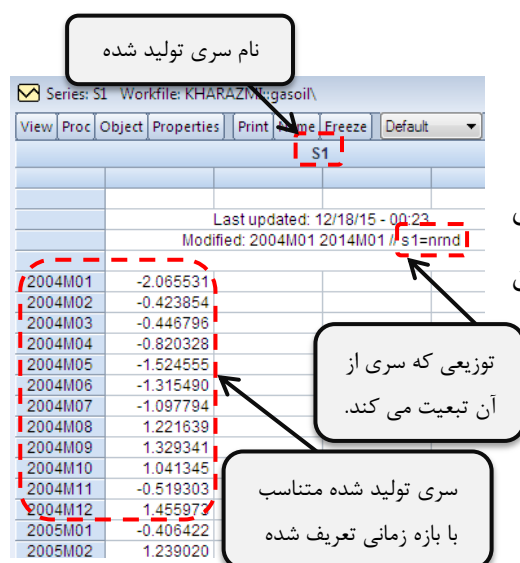 نام سری تولید شده
Series: S1 Workfile: KHARAZMI::gasoil\
View Proc Object Properties Print Name Freeze Default
S1
Last updated: 12/18/15 - 00:23
Modified: 2004M01 2014M01 // s1=nrnd
2004M01 -2.065531
2004M02 -0.423854
2004M03 -0.446796
2004M04 -0.820328
2004M05 -1.524555
2004M06 -1.315490
2004M07 -1.097794
2004M08 1.221639
2004M09 1.329341
2004M10 1.041345
2004M11 -0.519303
2004M12 1.455973
2005M01 -0.406422
2005M02 1.239020
توزیعی که سری از
آن تبعیت می کند.
سری تولید شده متناسب
با بازه زمانی تعریف شده